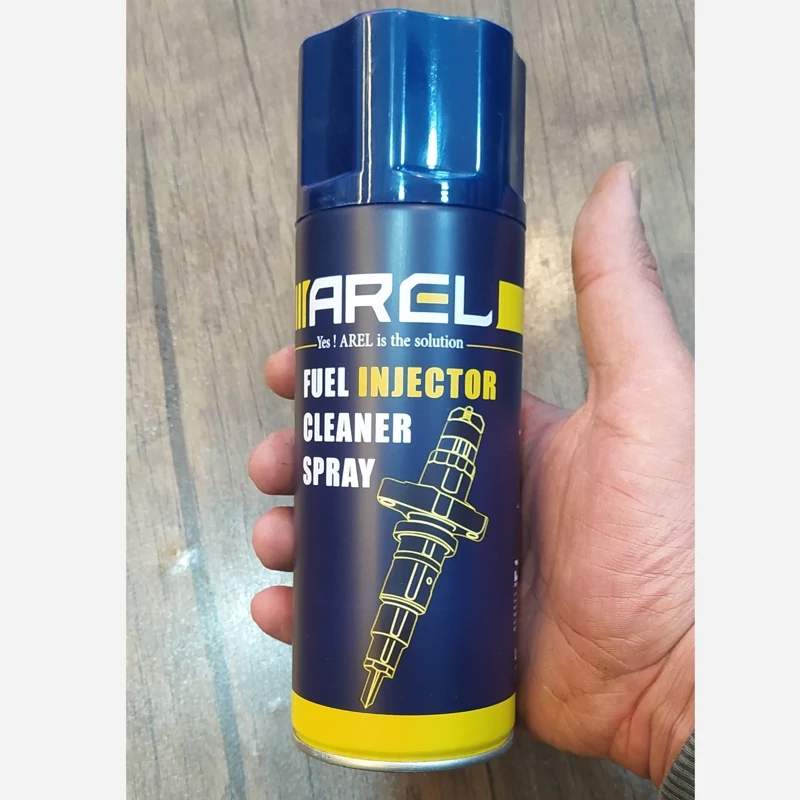 AREL
Yes ! AREL is the solution
FUEL INJECTOR
CLEANER
SPRAY